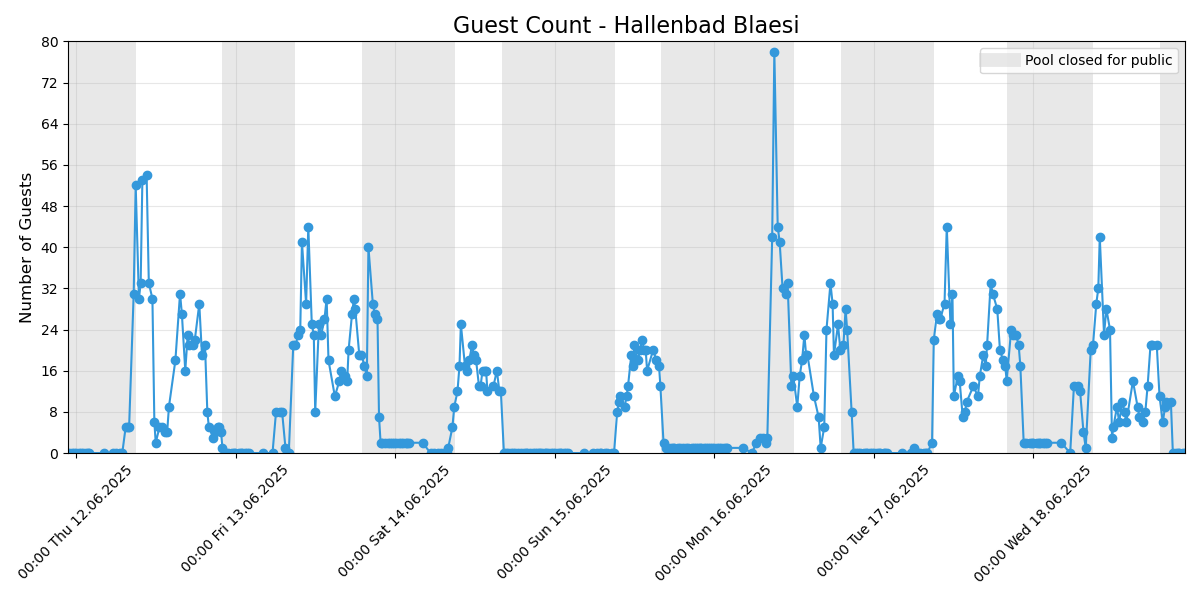 Guest Count - Hallenbad Blaesi
Pool closed for public
Number of Guests
80
72
64
56
48
40
32
24
16
8
0
00:00 Thu 12.06.2025
00:00 Fri 13.06.2025
00:00 Sat 14.06.2025
00:00 Sun 15.06.2025
00:00 Mon 16.06.2025
00:00 Tue 17.06.2025
00:00 Wed 18.06.2025